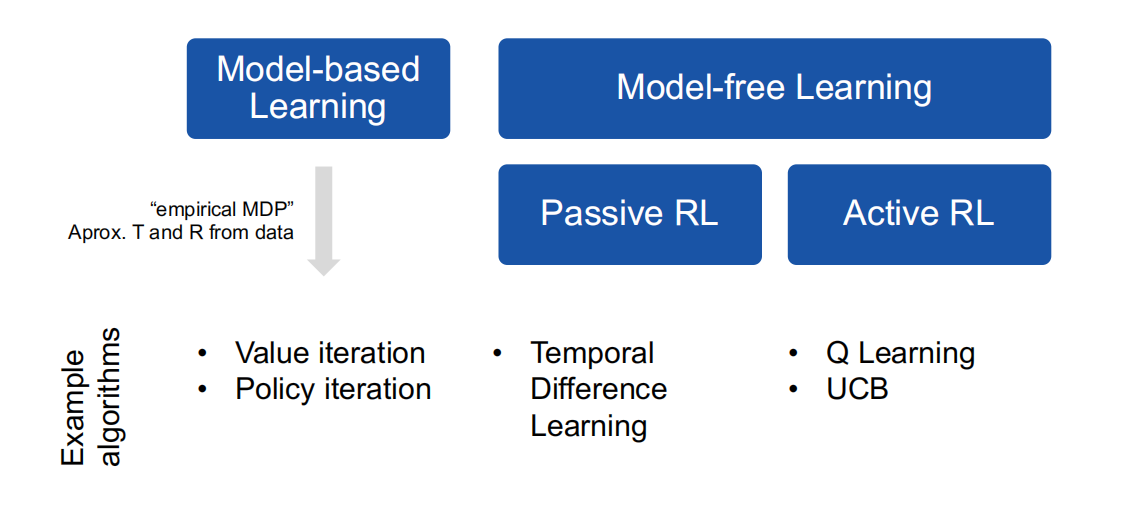 Model-based
Learning
Model-free Learning
Passive RL
Active RL
“empirical MDP”
Aprox. T and R from data
Example
algorithms
• Value iteration
• Policy iteration
• Temporal
Difference
Learning
• Q Learning
• UCB